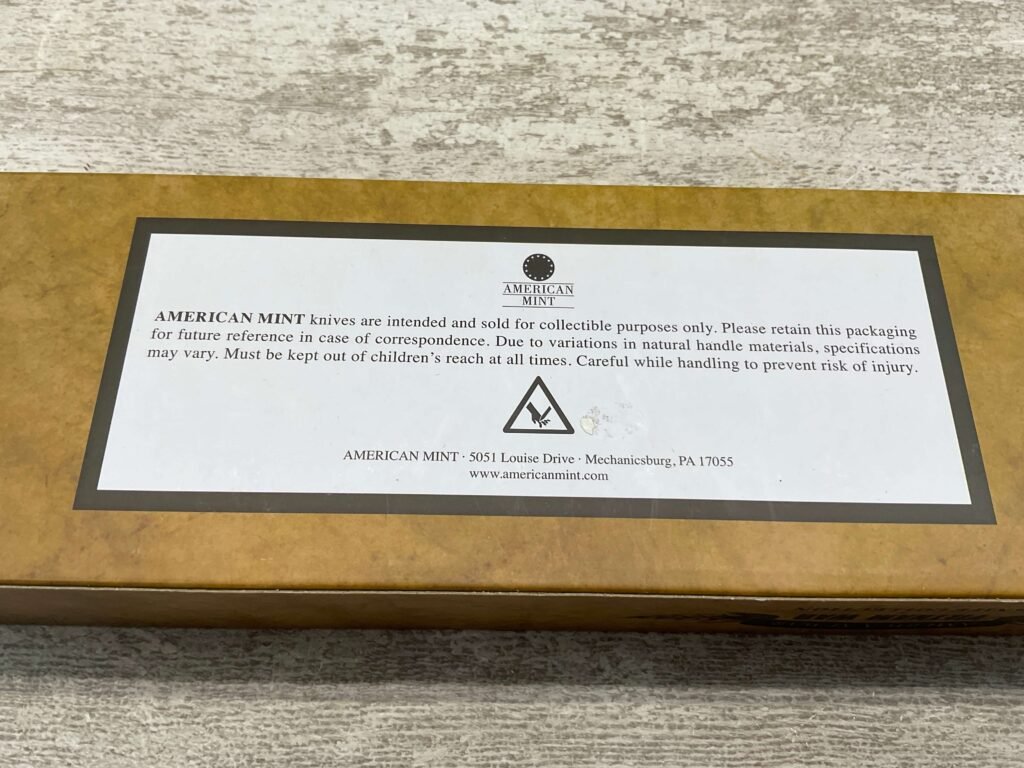 AMERICAN
MINT
AMERICAN MINT knives are intended and sold for collectible purposes only. Please retain this packaging
for future reference in case of correspondence. Due to variations in natural handle materials, specifications
may vary. Must be kept out of children's reach at all times. Careful while handling to prevent risk of injury.
AMERICAN MINT · 5051 Louise Drive · Mechanicsburg, PA 17055
www.americanmint.com